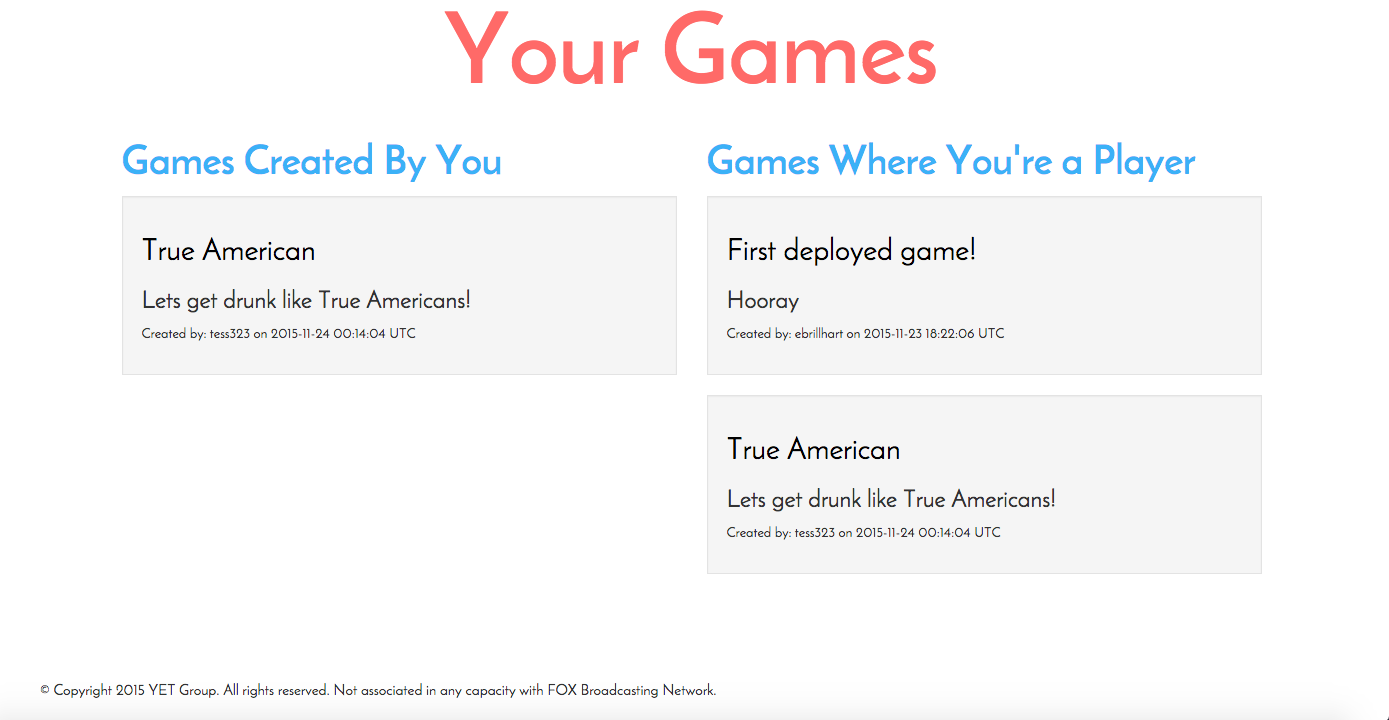 Your Games
Games Created By You
True American
Lets get drunk like True Americans!
Created by: tess323 on 2015-11-24 00:14:04 UTC
Games Where You're a Player
First deployed game!
Hooray
Created by: ebrillhart on 2015-11-23 18:22:06 UTC
True American
Lets get drunk like True Americans!
Created by: tess323 on 2015-11-24 00:14:04 UTC
© Copyright 2015 YET Group. All rights reserved. Not associated in any capacity with FOX Broadcasting Network.